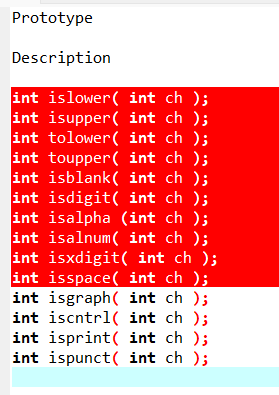 Prototype
Description
int islower( int ch );
int isupper( int ch );
int tolower( int ch );
int toupper( int ch );
int isblank( int ch );
int isdigit( int ch );
int isalpha (int ch );
int isalnum( int ch );
int isxdigit( int ch );
int isspace( int ch );
int isgraph( int ch );
int iscntrl( int ch );
int isprint( int ch );
int ispunct( int ch );